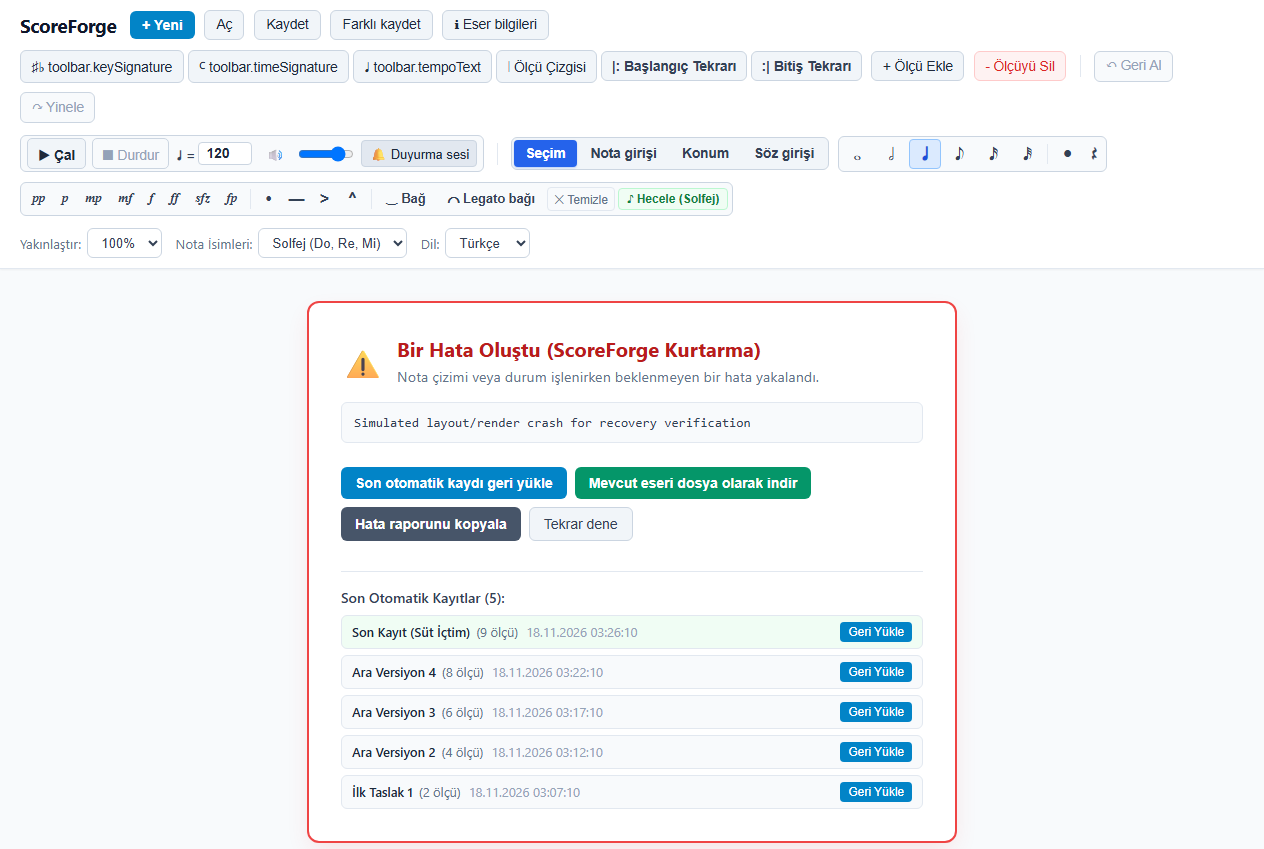 ScoreForge + Yeni Aç Kaydet Farklı kaydet ℹ Eser bilgileri
♯♭ toolbar.keySignature C toolbar.timeSignature ♩ toolbar.tempoText | Ölçü Çizgisi |: Başlangıç Tekrarı :| Bitiş Tekrarı + Ölçü Ekle - Ölçüyü Sil ↶ Geri Al
↷ Yinele
▶ Çal ■ Durdur ♩ = 120 🔔 Duyurma sesi Seçim Nota girişi Konum Söz girişi
pp p mp mf f ff sfz fp • — > ^ Bağ Legato bağı ✕ Temizle ♪ Hecele (Solfej)
Yakınlaştır: 100% Nota İsimleri: Solfej (Do, Re, Mi) Dil: Türkçe
Bir Hata Oluştu (ScoreForge Kurtarma)
Nota çizimi veya durum işlenirken beklenmeyen bir hata yakalandı.
Simulated layout/render crash for recovery verification
Son otomatik kaydı geri yükle Mevcut eseri dosya olarak indir
Hata raporunu kopyala Tekrar dene
Son Otomatik Kayıtlar (5):
Son Kayıt (Süt İçtim) (9 ölçü) 18.11.2026 03:26:10 Geri Yükle
Ara Versiyon 4 (8 ölçü) 18.11.2026 03:22:10 Geri Yükle
Ara Versiyon 3 (6 ölçü) 18.11.2026 03:17:10 Geri Yükle
Ara Versiyon 2 (4 ölçü) 18.11.2026 03:12:10 Geri Yükle
İlk Taslak 1 (2 ölçü) 18.11.2026 03:07:10 Geri Yükle